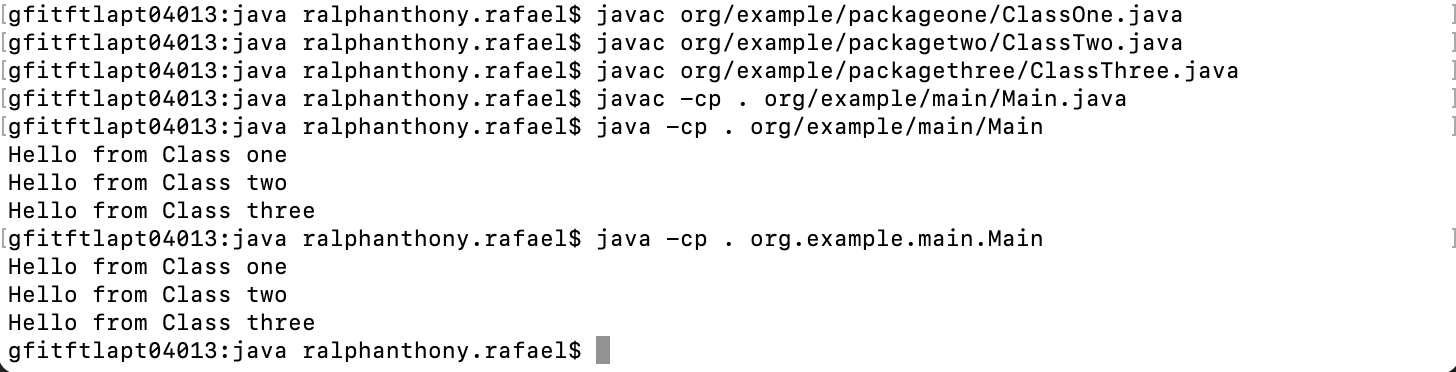 [gfitftlapt04013:java ralphanthony.rafael$ javac org/example/packageone/ClassOne.java ]
[gfitftlapt04013:java ralphanthony.rafael$ javac org/example/packagetwo/ClassTwo.java ]
[gfitftlapt04013:java ralphanthony.rafael$ javac org/example/packagethree/ClassThree.java ]
[gfitftlapt04013:java ralphanthony.rafael$ javac -cp . org/example/main/Main.java ]
[gfitftlapt04013:java ralphanthony.rafael$ java -cp . org/example/main/Main ]
Hello from Class one
Hello from Class two
Hello from Class three
[gfitftlapt04013:java ralphanthony.rafael$ java -cp . org.example.main.Main ]
Hello from Class one
Hello from Class two
Hello from Class three
gfitftlapt04013:java ralphanthony.rafael$